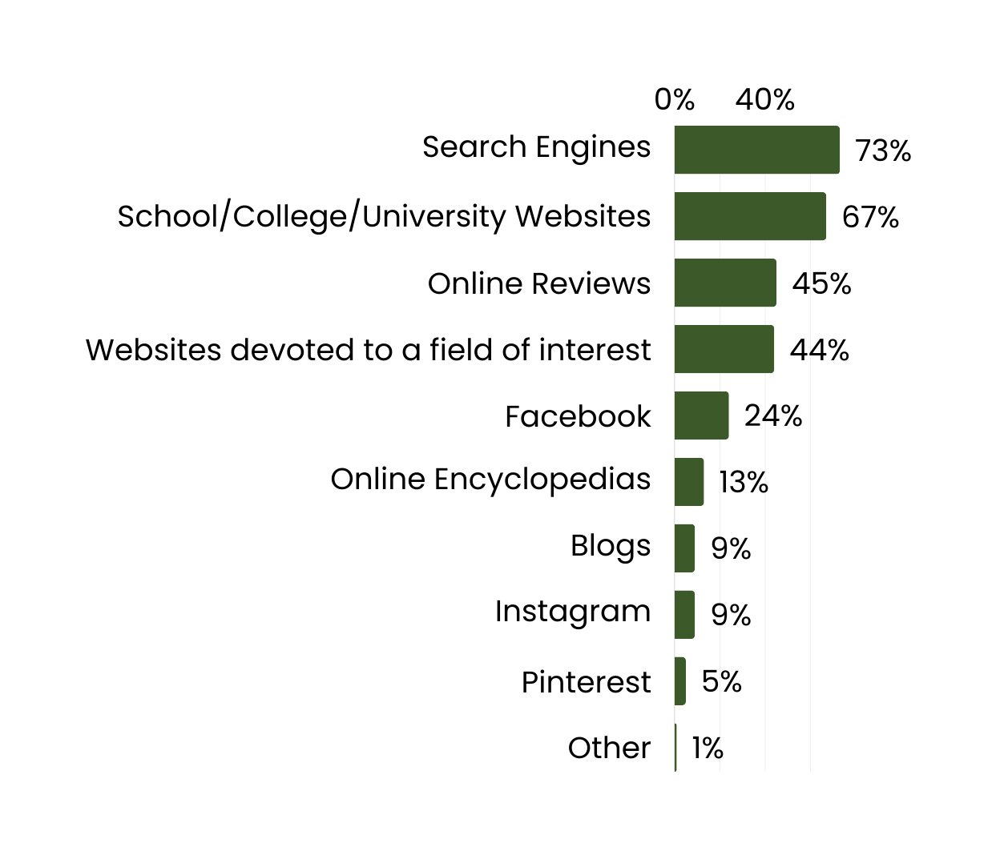 0% 40%
Search Engines 73%
School/College/University Websites 67%
Online Reviews 45%
Websites devoted to a field of interest 44%
Facebook 24%
Online Encyclopedias 13%
Blogs 9%
Instagram 9%
Pinterest 5%
Other 1%